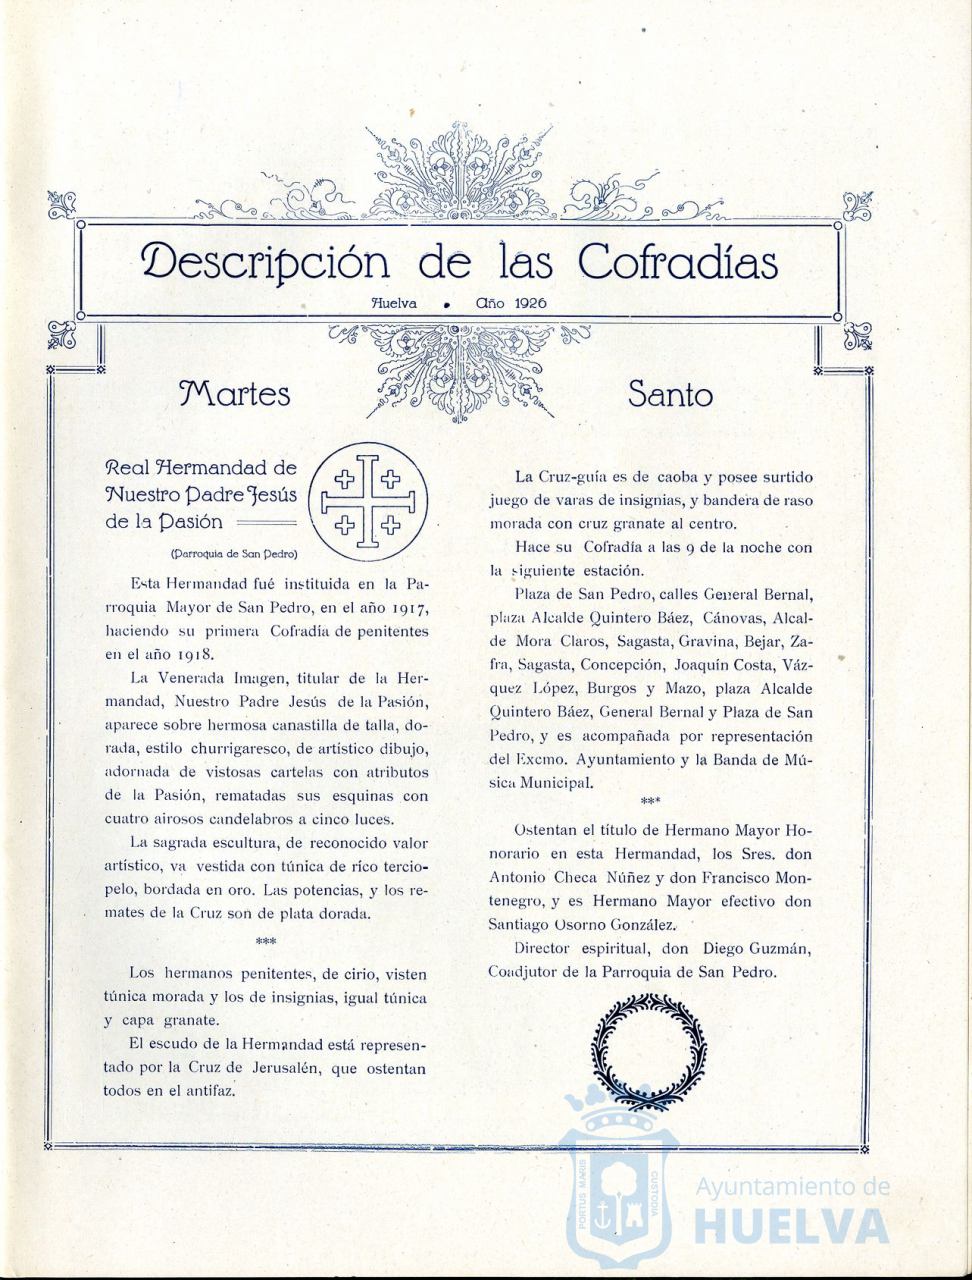 Descripción de las Cofradías
Huelva • Año 1926
Martes Santo
Real Hermandad de
Nuestro Padre Jesús
de la Pasión
(Parroquia de San Pedro)
Esta Hermandad fué instituida en la Pa-
rroquia Mayor de San Pedro, en el año 1917,
haciendo su primera Cofradía de penitentes
en el año 1918.
La Venerada Imagen, titular de la Her-
mandad, Nuestro Padre Jesús de la Pasión,
aparece sobre hermosa canastilla de talla, do-
rada, estilo churrigaresco, de artístico dibujo,
adornada de vistosas cartelas con atributos
de la Pasión, rematadas sus esquinas con
cuatro airosos candelabros a cinco luces.
La sagrada escultura, de reconocido valor
artístico, va vestida con túnica de rico tercio-
pelo, bordada en oro. Las potencias, y los re-
mates de la Cruz son de plata dorada.
***
Los hermanos penitentes, de cirio, visten
túnica morada y los de insignias, igual túnica
y capa granate.
El escudo de la Hermandad está represen-
tado por la Cruz de Jerusalén, que ostentan
todos en el antifaz.
La Cruz-guía es de caoba y posee surtido
juego de varas de insignias, y bandera de raso
morada con cruz granate al centro.
Hace su Cofradía a las 9 de la noche con
la siguiente estación.
Plaza de San Pedro, calles General Bernal,
plaza Alcalde Quintero Báez, Cánovas, Alcal-
de Mora Claros, Sagasta, Gravina, Bejar, Za-
fra, Sagasta, Concepción, Joaquín Costa, Váz-
quez López, Burgos y Mazo, plaza Alcalde
Quintero Báez, General Bernal y Plaza de San
Pedro, y es acompañada por representación
del Excmo. Ayuntamiento y la Banda de Mú-
sica Municipal.
***
Ostentan el título de Hermano Mayor Ho-
norario en esta Hermandad, los Sres. don
Antonio Checa Núñez y don Francisco Mon-
tenegro, y es Hermano Mayor efectivo don
Santiago Osorno González.
Director espiritual, don Diego Guzmán,
Coadjutor de la Parroquia de San Pedro.
PORTUS MARIS
CUSTODIA
Ayuntamiento de
HUELVA